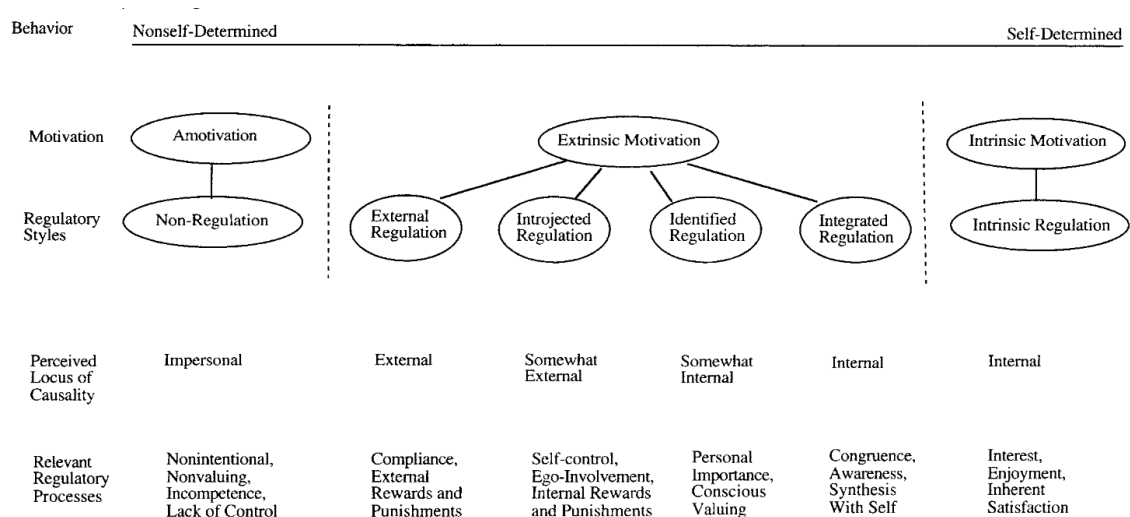 Behavior Nonself-Determined Self-Determined
Motivation Amotivation Extrinsic Motivation Intrinsic Motivation
Regulatory
Styles
Non-Regulation
External
Regulation
Introjected
Regulation
Identified
Regulation
Integrated
Regulation
Intrinsic Regulation
Perceived
Locus of
Causality
Impersonal
External
Somewhat
External
Somewhat
Internal
Internal
Internal
Relevant
Regulatory
Processes
Nonintentional,
Nonvaluing,
Incompetence,
Lack of Control
Compliance,
External
Rewards and
Punishments
Self-control,
Ego-Involvement,
Internal Rewards
and Punishments
Personal
Importance,
Conscious
Valuing
Congruence,
Awareness,
Synthesis
With Self
Interest,
Enjoyment,
Inherent
Satisfaction